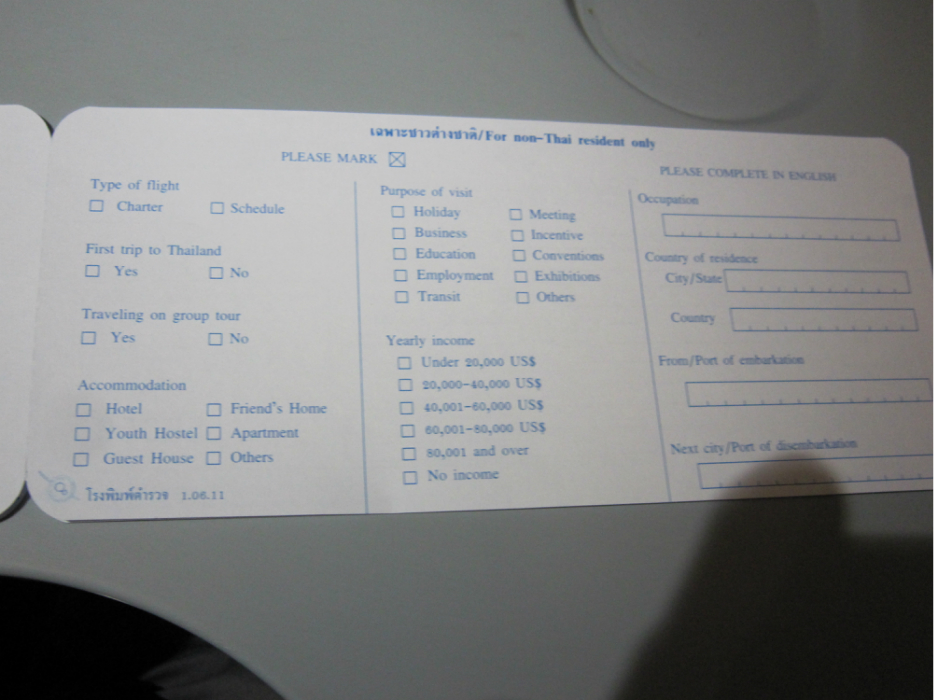 เฉพาะชาวต่างชาติ/For non-Thai resident only
PLEASE MARK
PLEASE COMPLETE IN ENGLISH
Type of flight
Charter Schedule
First trip to Thailand
Yes No
Traveling on group tour
Yes No
Accommodation
Hotel Friend's Home
Youth Hostel Apartment
Guest House Others
โรงพิมพ์ตำรวจ 1.06.11
Purpose of visit
Holiday Meeting
Business Incentive
Education Conventions
Employment Exhibitions
Transit Others
Yearly income
Under 20,000 US$
20,000-40,000 US$
40,001-60,000 US$
60,001-80,000 US$
80,001 and over
No income
Occupation
Country of residence
City/State
Country
From/Port of embarkation
Next city/Port of disembarkation